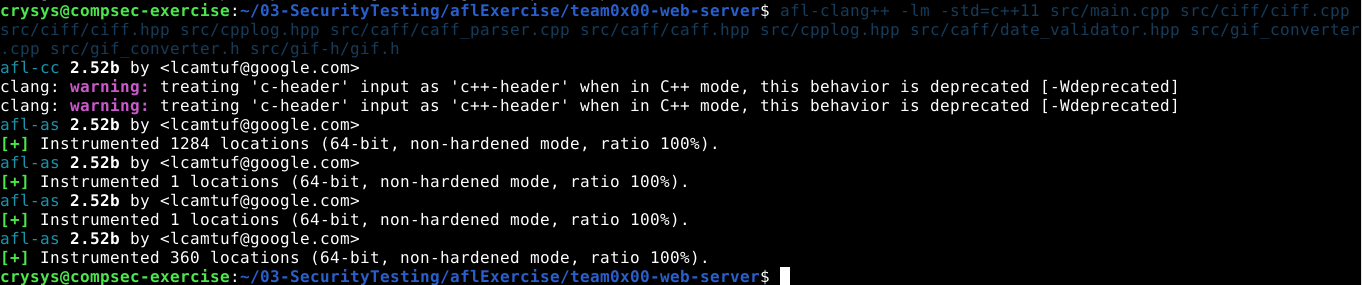 crysys@compsec-exercise:~/03-SecurityTesting/aflExercise/team0x00-web-server$ afl-clang++ -lm -std=c++11 src/main.cpp src/ciff/ciff.cpp
src/ciff/ciff.hpp src/cpplog.hpp src/caff/caff_parser.cpp src/caff/caff.hpp src/cpplog.hpp src/caff/date_validator.hpp src/gif_converter
.cpp src/gif_converter.h src/gif-h/gif.h
afl-cc 2.52b by <lcamtuf@google.com>
clang: warning: treating 'c-header' input as 'c++-header' when in C++ mode, this behavior is deprecated [-Wdeprecated]
clang: warning: treating 'c-header' input as 'c++-header' when in C++ mode, this behavior is deprecated [-Wdeprecated]
afl-as 2.52b by <lcamtuf@google.com>
[+] Instrumented 1284 locations (64-bit, non-hardened mode, ratio 100%).
afl-as 2.52b by <lcamtuf@google.com>
[+] Instrumented 1 locations (64-bit, non-hardened mode, ratio 100%).
afl-as 2.52b by <lcamtuf@google.com>
[+] Instrumented 1 locations (64-bit, non-hardened mode, ratio 100%).
afl-as 2.52b by <lcamtuf@google.com>
[+] Instrumented 360 locations (64-bit, non-hardened mode, ratio 100%).
crysys@compsec-exercise:~/03-SecurityTesting/aflExercise/team0x00-web-server$